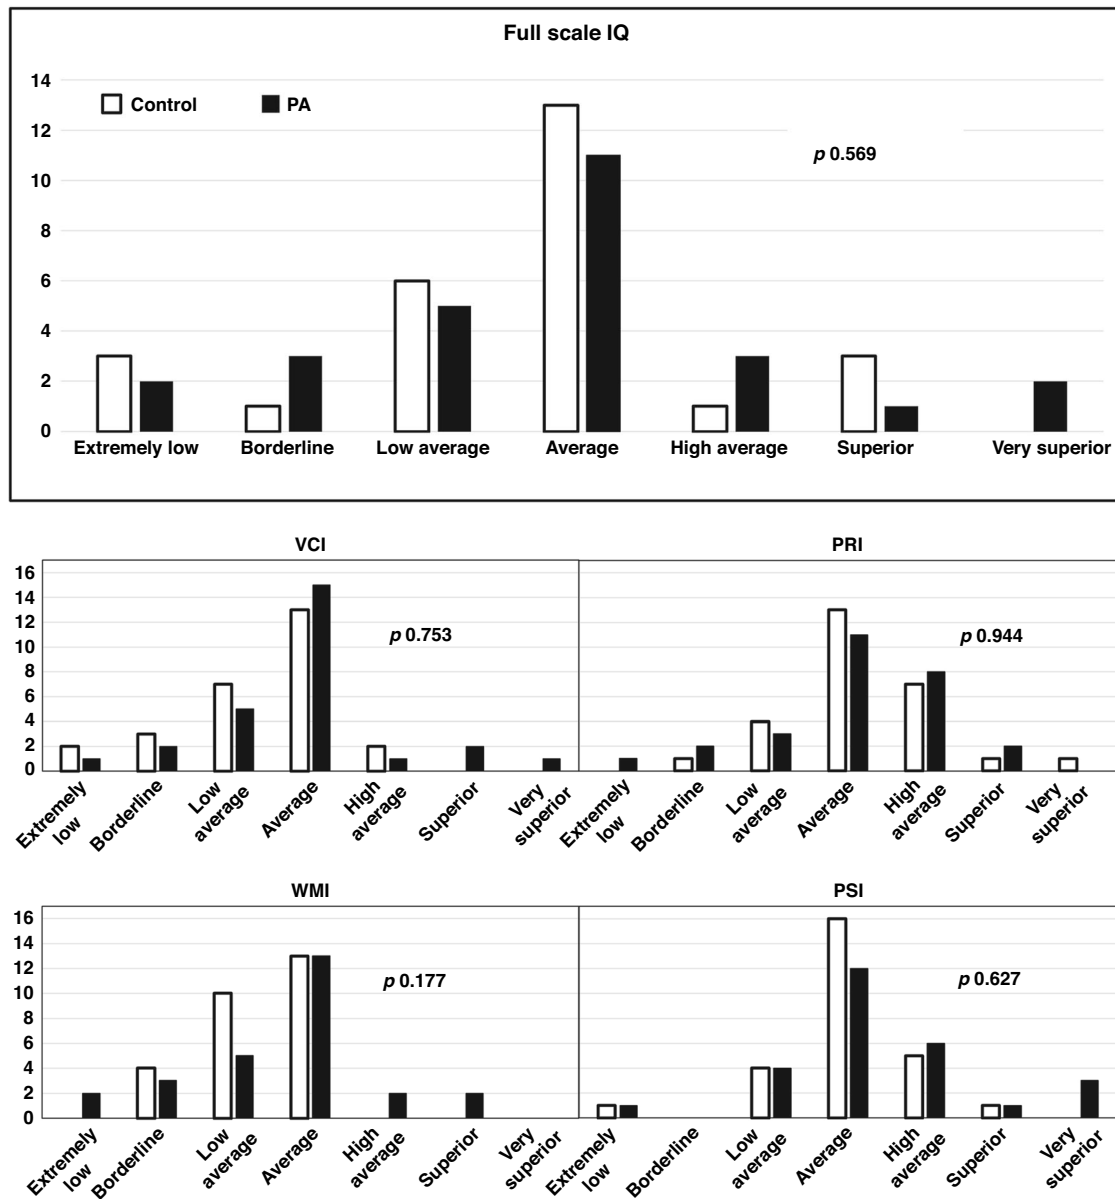 Full scale IQ
14
Control
PA
12
p 0.569
10
8
6
4
2
0
Extremely low Borderline Low average Average High average Superior Very superior
VCI
PRI
16
14
12
p 0.753
p 0.944
10
8
6
4
2
0
Extremely low
Borderline
Low average
Average
High average
Superior
Very superior
Extremely low
Borderline
Low average
Average
High average
Superior
Very superior
WMI
PSI
16
14
12
p 0.177
p 0.627
10
8
6
4
2
0
Extremely low
Borderline
Low average
Average
High average
Superior
Very superior
Extremely low
Borderline
Low average
Average
High average
Superior
Very superior